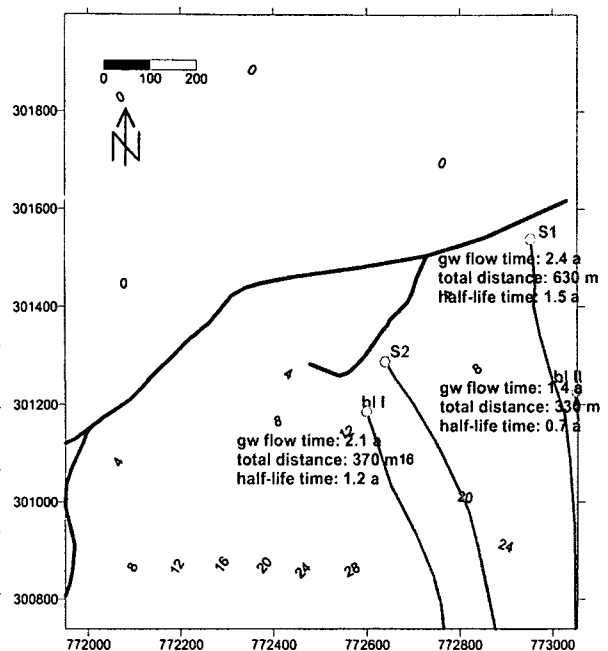 0
0 100 200
0
301800
N
0
301600
S1
gw flow time: 2.4 a
total distance: 630 m
half-life time: 1.5 a
0
301400
S2
4
8
bl II
gw flow time: 1.4 a
total distance: 330 m
half-life time: 0.7 a
301200
bl I
8
12
gw flow time: 2.1 a
total distance: 370 m
16
half-life time: 1.2 a
4
20
301000
24
8 12 16 20 24 28
300800
772000 772200 772400 772600 772800 773000